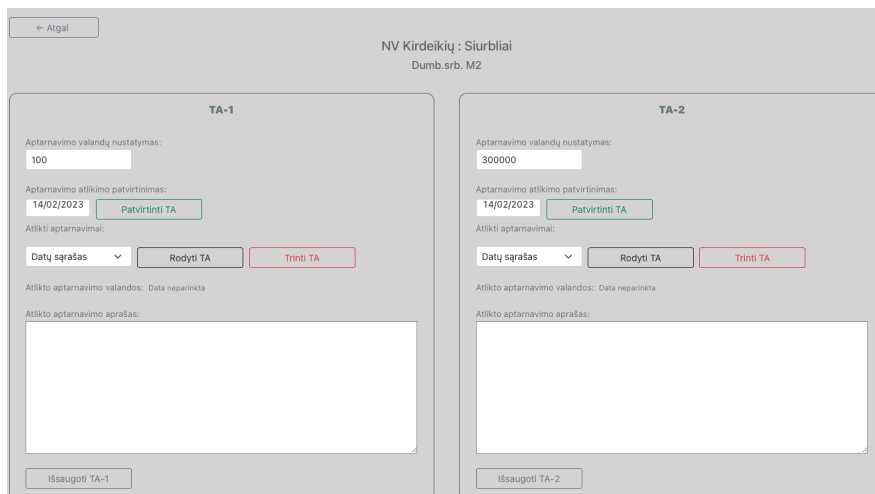 ← Atgal
NV Kirdeikių : Siurbliai
Dumb.srb. M2
TA-1
Aptarnavimo valandų nustatymas:
100
Aptarnavimo atlikimo patvirtinimas:
14/02/2023 Patvirtinti TA
Atlikti aptarnavimai:
Datų sąrašas Rodyti TA Trinti TA
Atlikto aptarnavimo valandos: Data neparinkta
Atlikto aptarnavimo aprašas:
Išsaugoti TA-1
TA-2
Aptarnavimo valandų nustatymas:
300000
Aptarnavimo atlikimo patvirtinimas:
14/02/2023 Patvirtinti TA
Atlikti aptarnavimai:
Datų sąrašas Rodyti TA Trinti TA
Atlikto aptarnavimo valandos: Data neparinkta
Atlikto aptarnavimo aprašas:
Išsaugoti TA-2